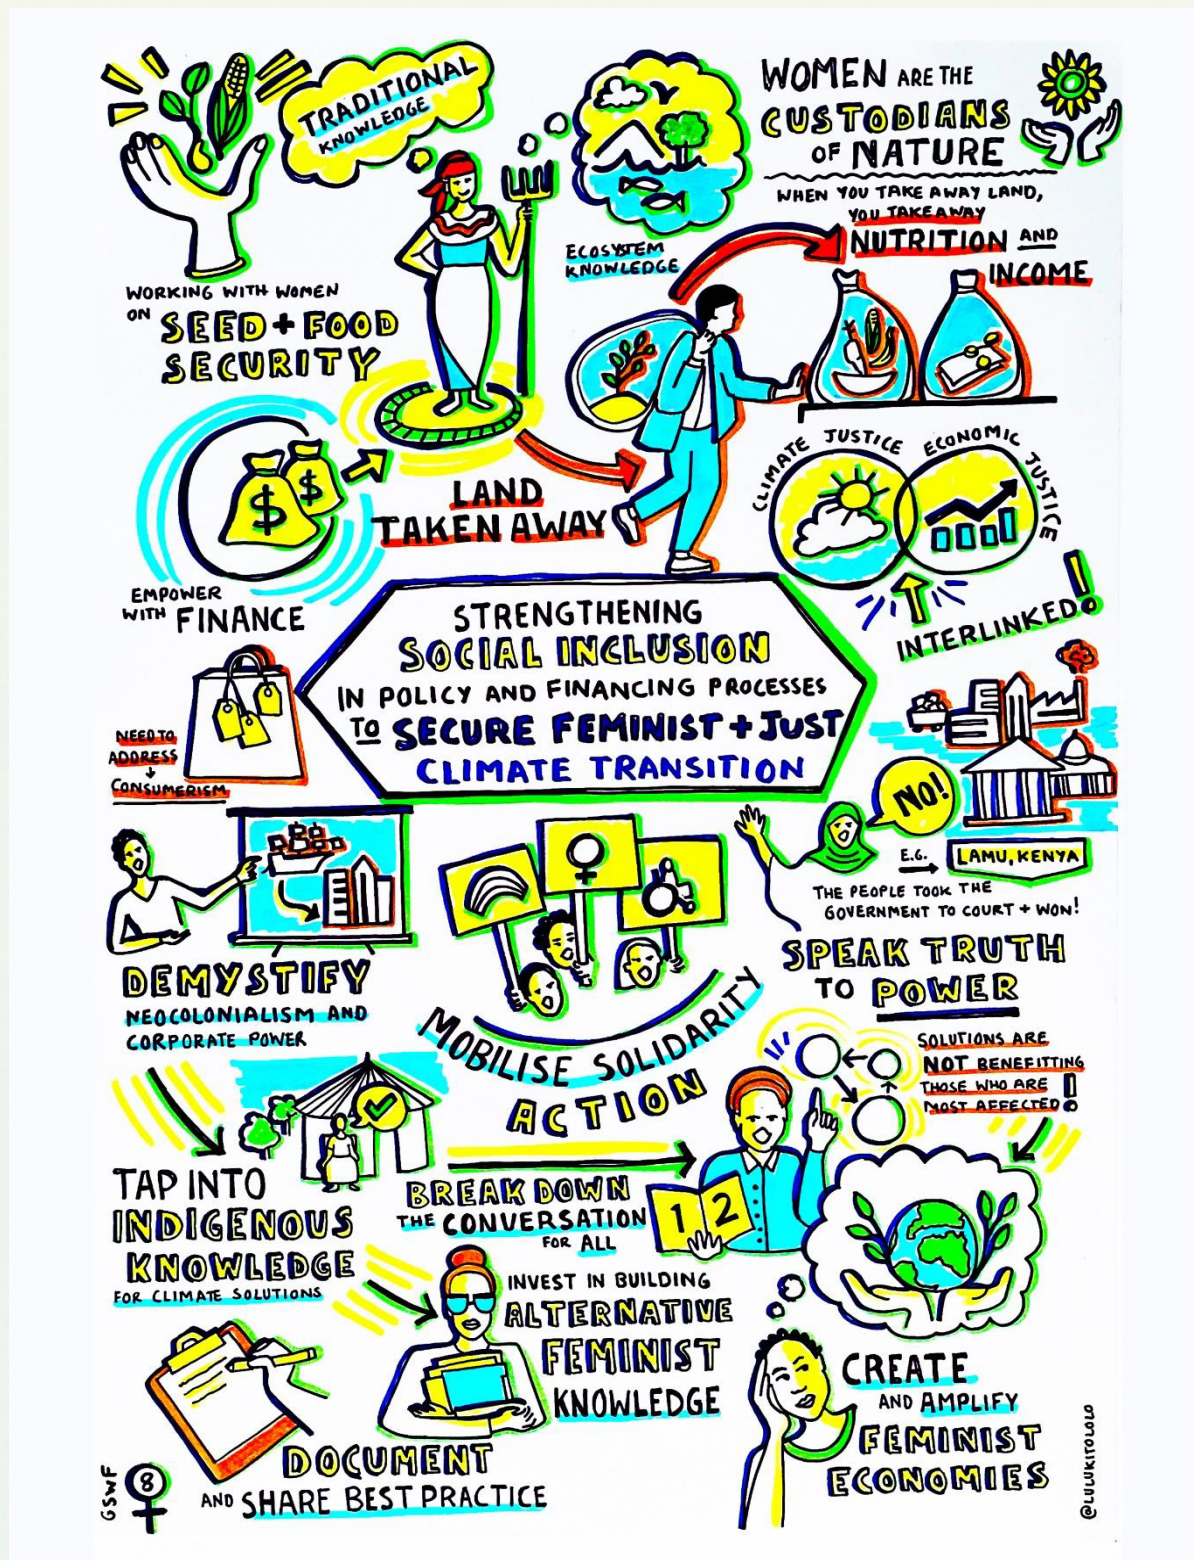 TRADITIONAL
KNOWLEDGE
WOMEN ARE THE
CUSTODIANS
OF NATURE
WHEN YOU TAKE AWAY LAND,
YOU TAKE AWAY
NUTRITION AND
INCOME
ECOSYSTEM
KNOWLEDGE
WORKING WITH WOMEN
ON SEED + FOOD
SECURITY
$ $
EMPOWER
WITH FINANCE
LAND
TAKEN AWAY
CLIMATE JUSTICE
ECONOMIC JUSTICE
INTERLINKED!
STRENGTHENING
SOCIAL INCLUSION
IN POLICY AND FINANCING PROCESSES
TO SECURE FEMINIST + JUST
CLIMATE TRANSITION
NEED TO
ADDRESS
CONSUMERISM
NO!
E.G.
LAMU, KENYA
THE PEOPLE TOOK THE
GOVERNMENT TO COURT + WON!
SPEAK TRUTH
TO POWER
DEMYSTIFY
NEOCOLONIALISM AND
CORPORATE POWER
MOBILISE SOLIDARITY
ACTION
SOLUTIONS ARE
NOT BENEFITTING
THOSE WHO ARE
MOST AFFECTED!
TAP INTO
INDIGENOUS
KNOWLEDGE
FOR CLIMATE SOLUTIONS
BREAK DOWN
THE CONVERSATION
FOR ALL
1 2
INVEST IN BUILDING
ALTERNATIVE
FEMINIST
KNOWLEDGE
CREATE
AND AMPLIFY
FEMINIST
ECONOMIES
DOCUMENT
AND SHARE BEST PRACTICE
GSWF
8
@LULUKITOLOLO